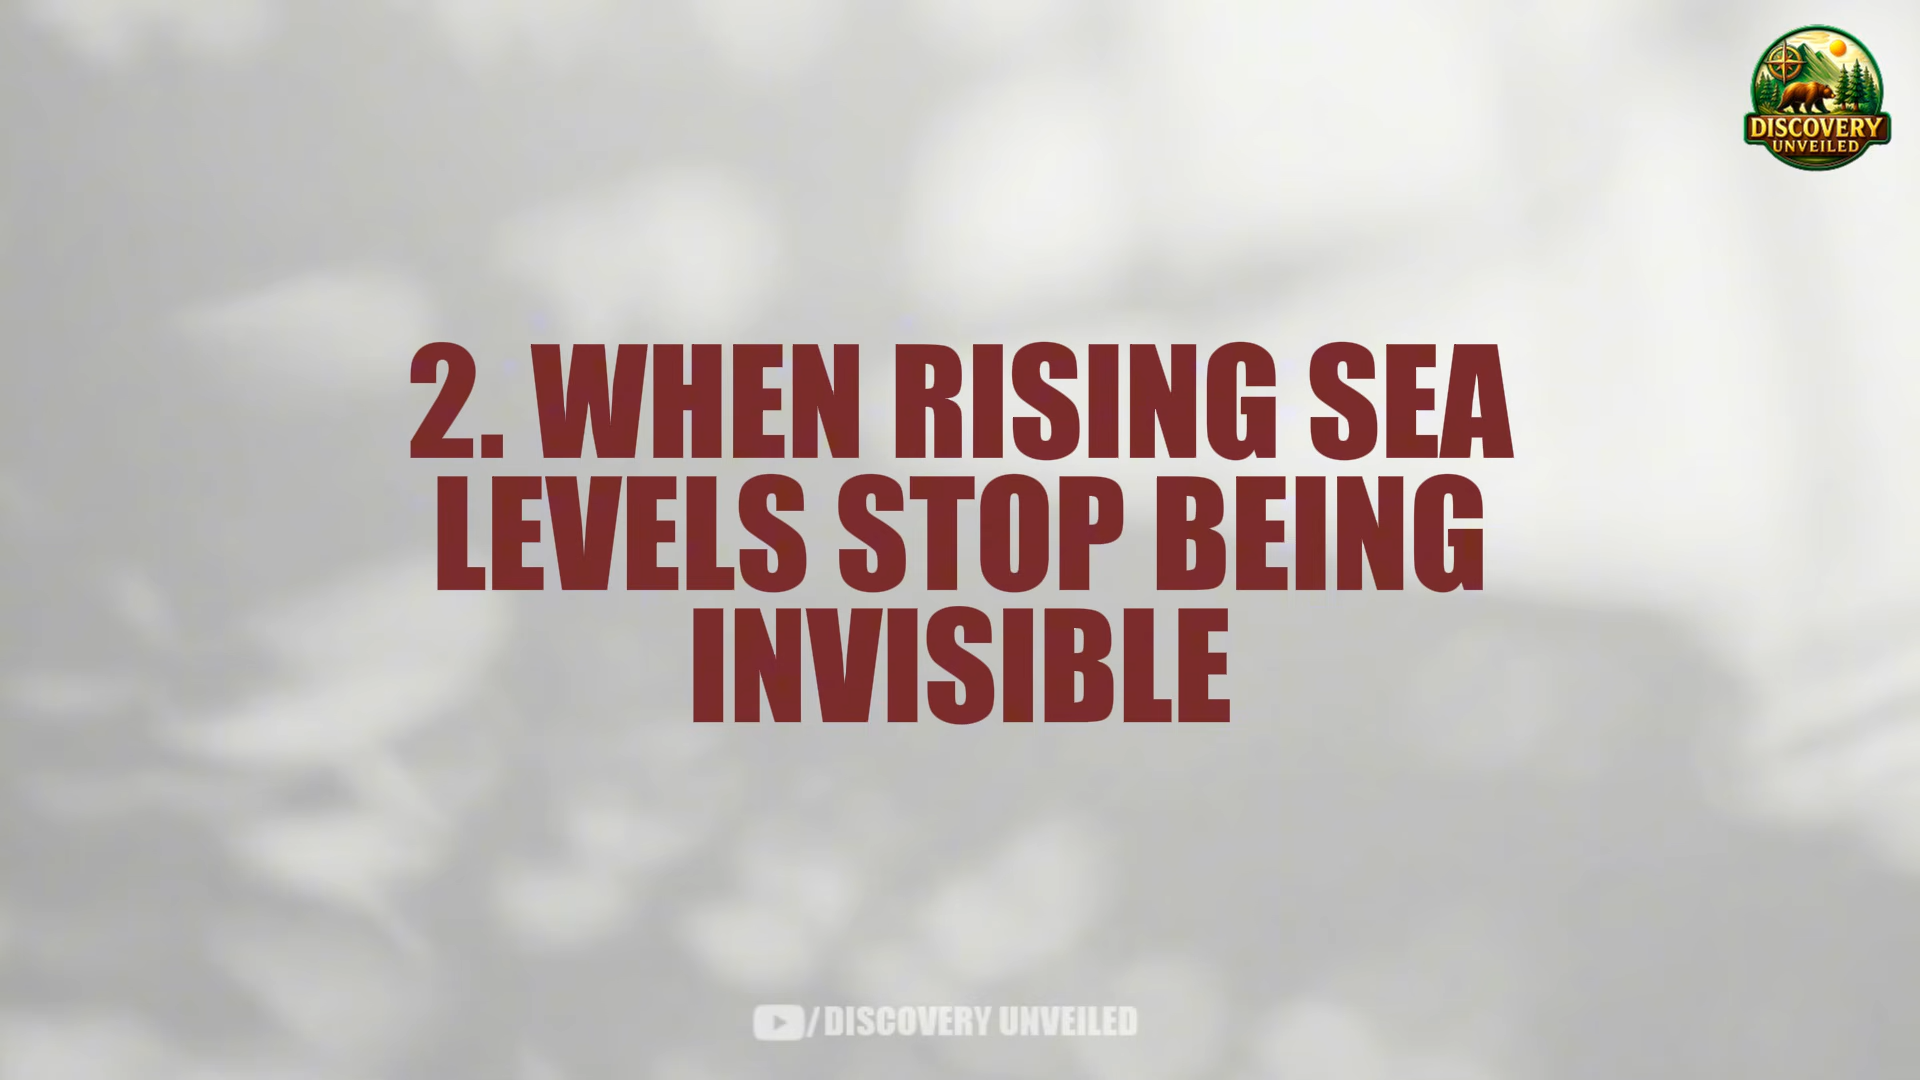 DISCOVERY
UNVEILED
2. WHEN RISING SEA
LEVELS STOP BEING
INVISIBLE
/DISCOVERY UNVEILED